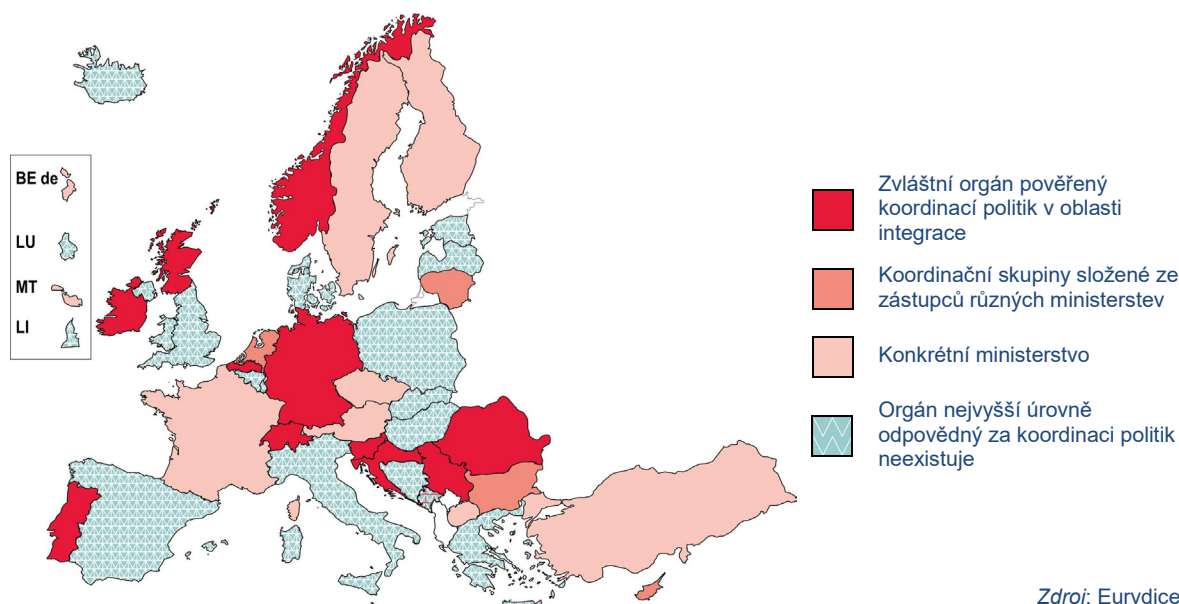 BE de
LU
MT
LI
Zvláštní orgán pověřený
koordinací politik v oblasti
integrace
Koordinační skupiny složené ze
zástupců různých ministerstev
Konkrétní ministerstvo
Orgán nejvyšší úrovně
odpovědný za koordinaci politik
neexistuje
Zdroj: Eurydice